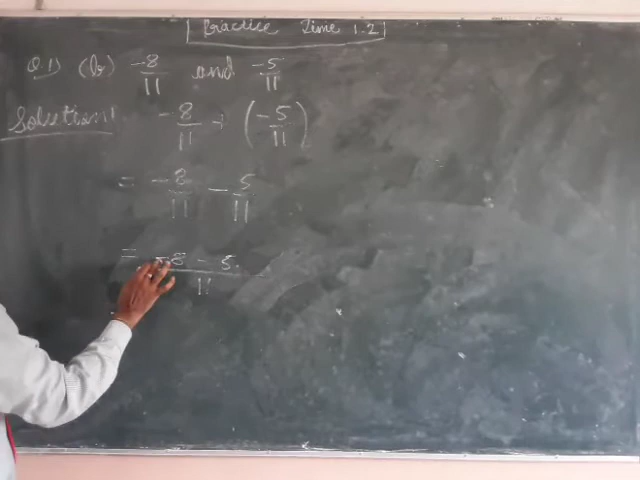 Practice Time 1.2
Q.1) (b) -8/11 and -5/11
Solution: -8/11 + (-5/11)
= -8/11 - 5/11
= -8 - 5/11